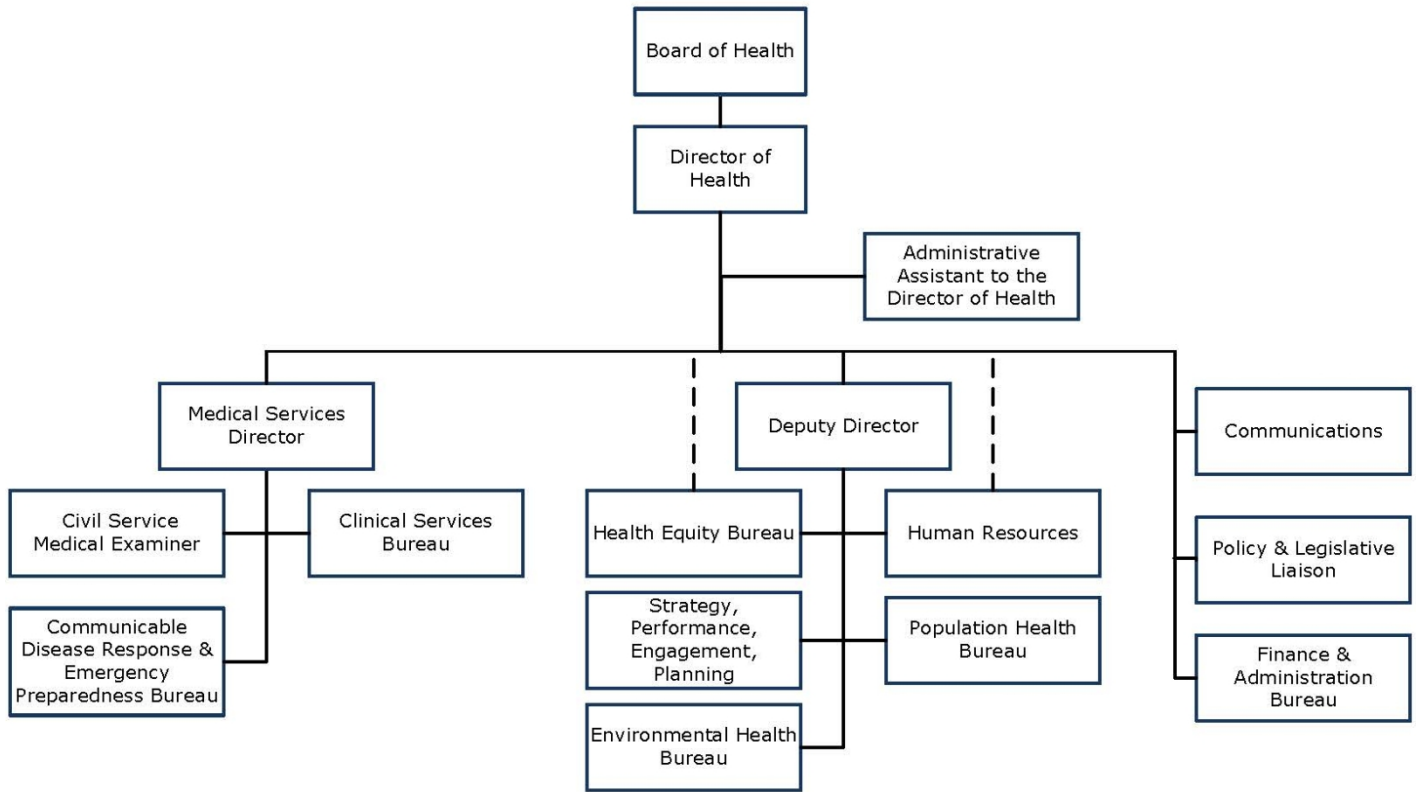 Board of Health
Director of
Health
Administrative
Assistant to the
Director of Health
Medical Services
Director
Deputy Director
Communications
Civil Service
Medical Examiner
Clinical Services
Bureau
Health Equity Bureau
Human Resources
Policy & Legislative
Liaison
Communicable
Disease Response &
Emergency
Preparedness Bureau
Strategy,
Performance,
Engagement,
Planning
Population Health
Bureau
Finance &
Administration
Bureau
Environmental Health
Bureau